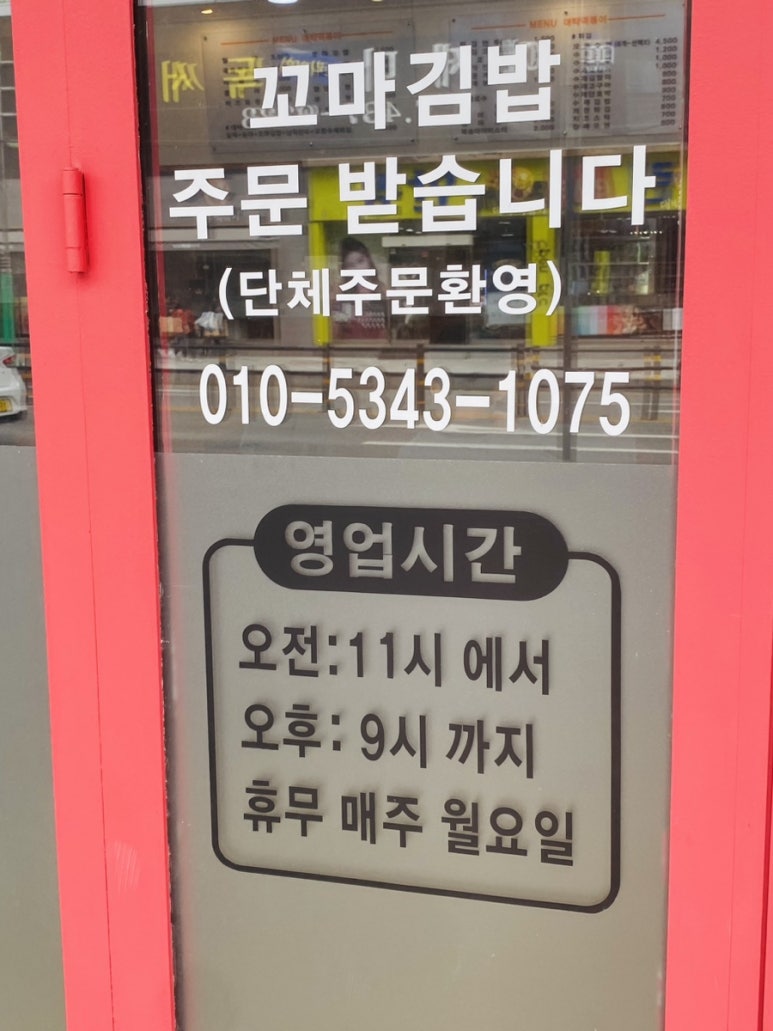 꼬마김밥
주문 받습니다
(단체주문환영)
010-5343-1075
영업시간
오전:11시 에서
오후: 9시 까지
휴무 매주 월요일